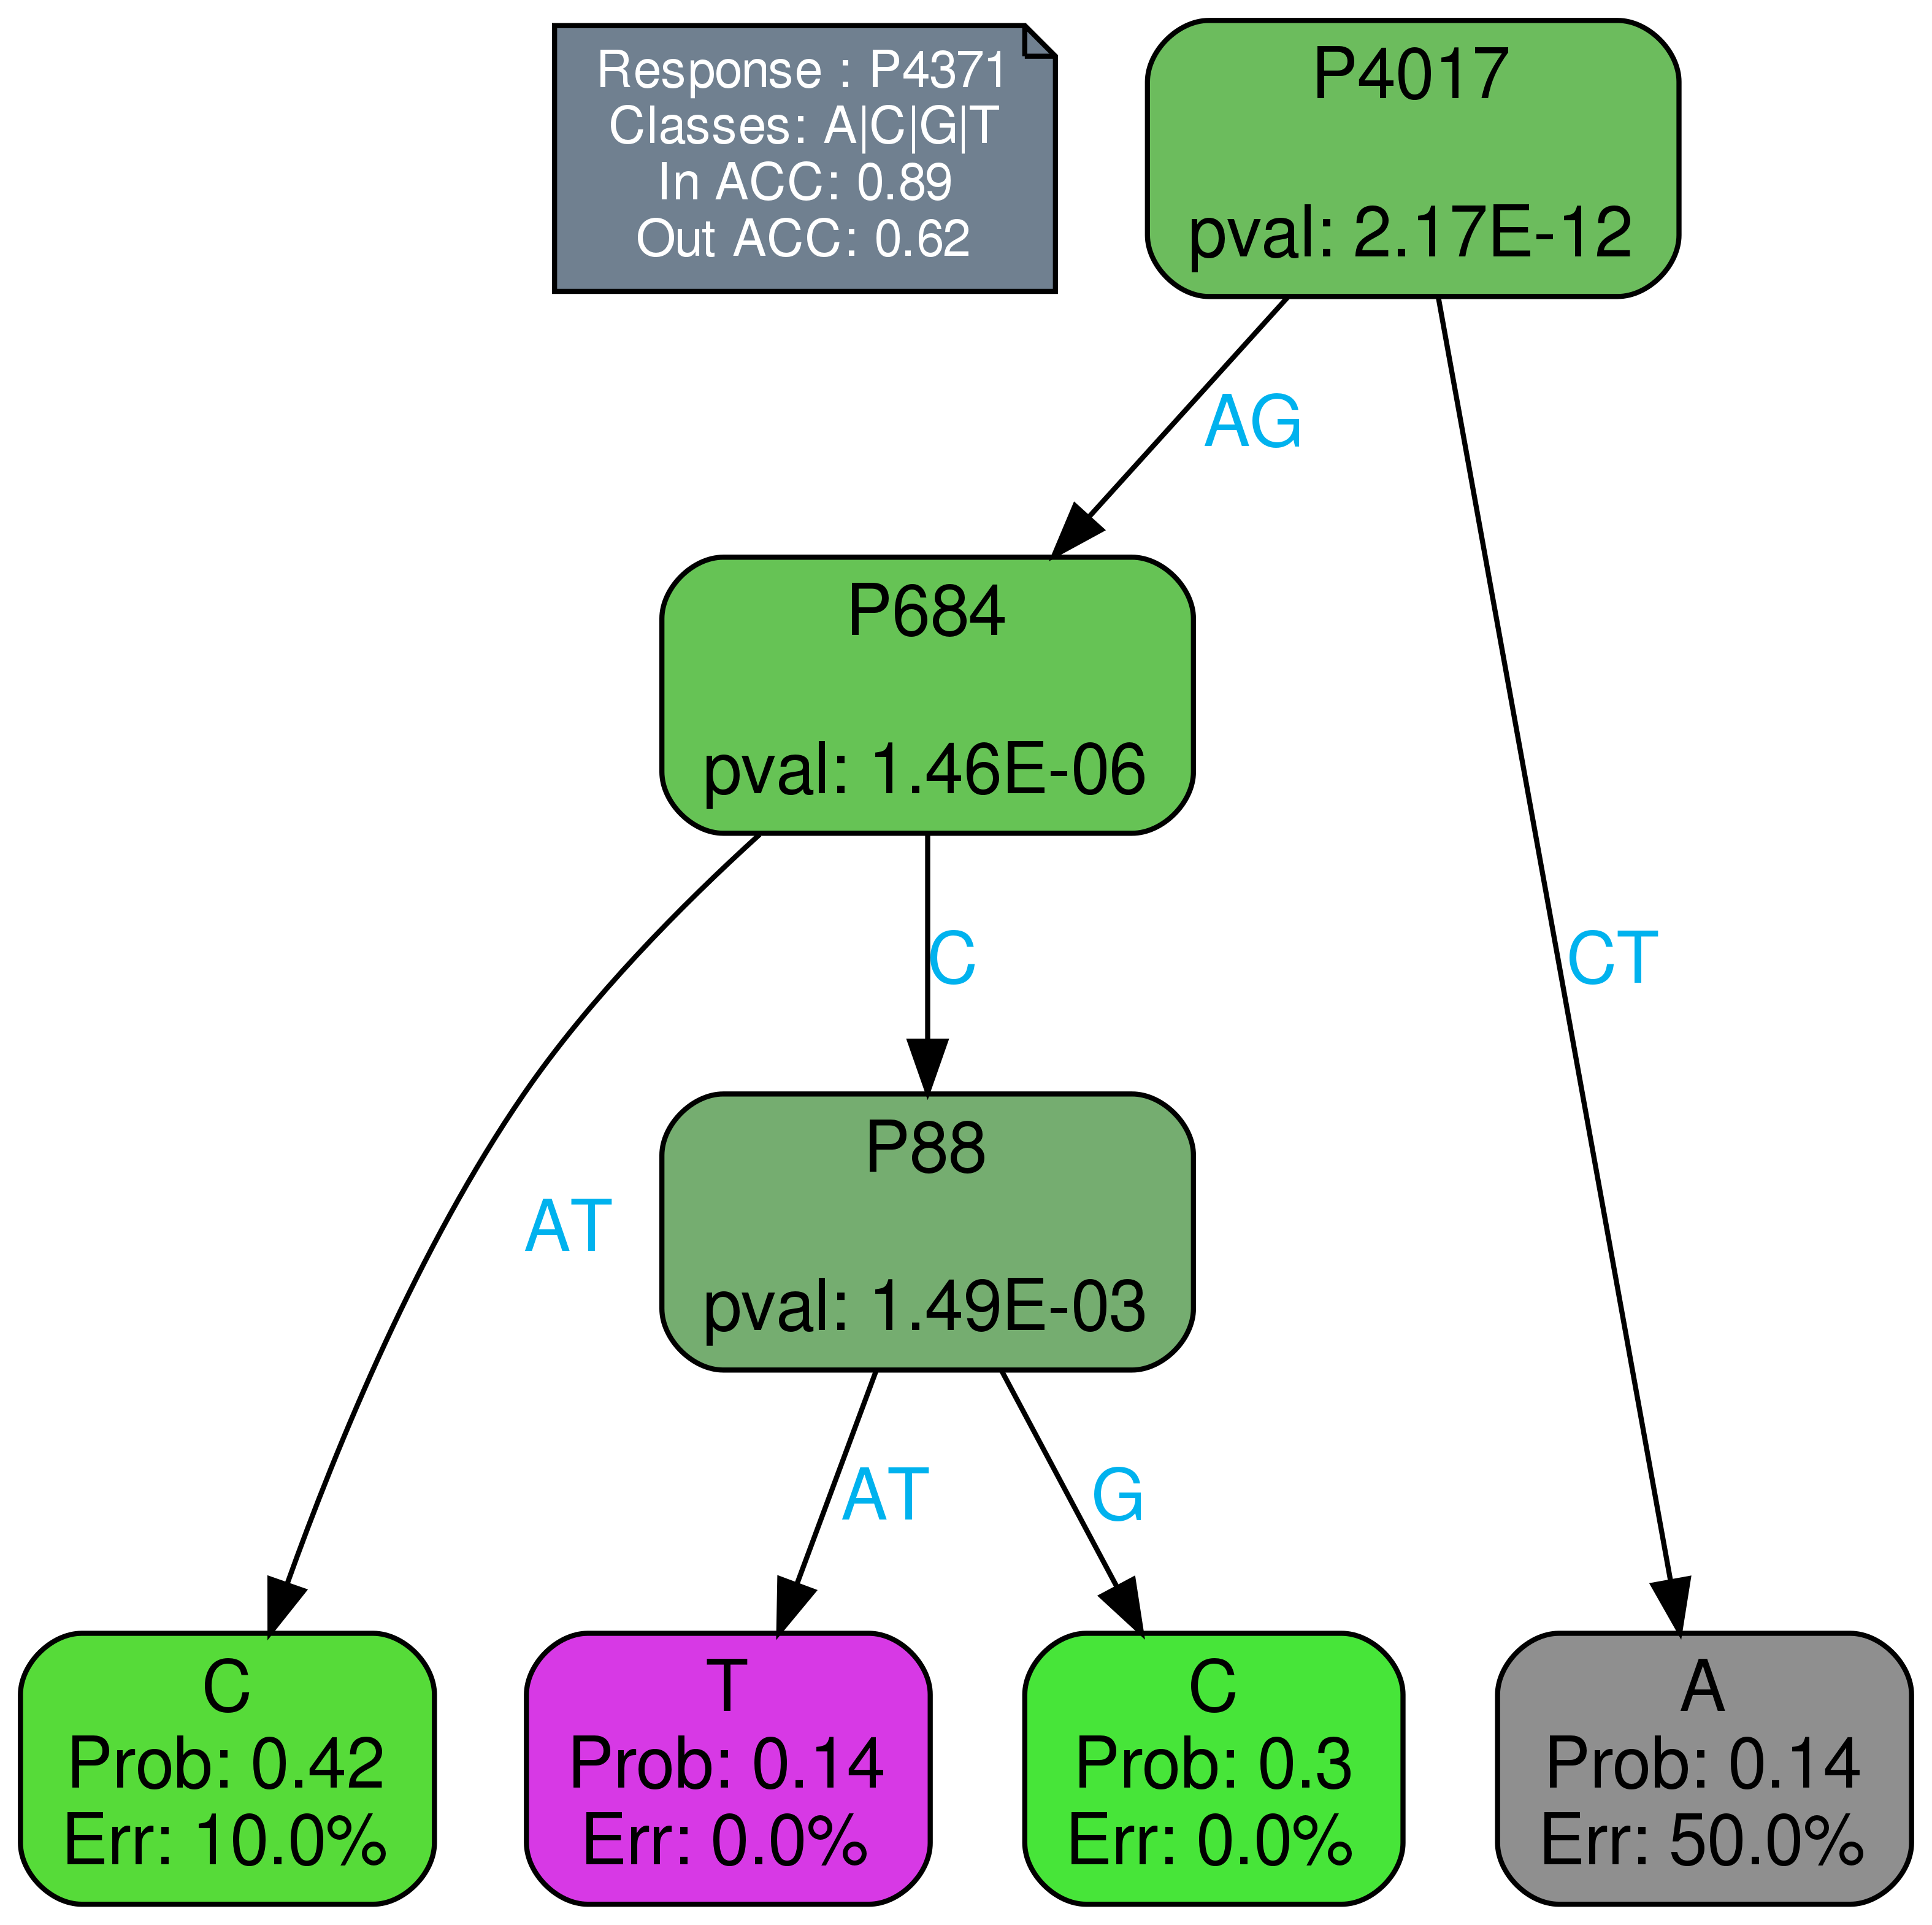 Response : P4371
Classes: A|C|G|T
In ACC: 0.89
Out ACC: 0.62
P4017
pval: 2.17E-12
AG
P684
pval: 1.46E-06
C
CT
P88
pval: 1.49E-03
AT
AT
G
C
Prob: 0.42
Err: 10.0%
T
Prob: 0.14
Err: 0.0%
C
Prob: 0.3
Err: 0.0%
A
Prob: 0.14
Err: 50.0%